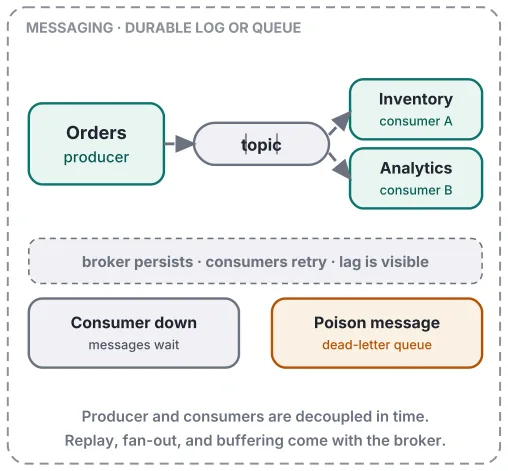 MESSAGING · DURABLE LOG OR QUEUE
Orders
producer
topic
Inventory
consumer A
Analytics
consumer B
broker persists · consumers retry · lag is visible
Consumer down
messages wait
Poison message
dead-letter queue
Producer and consumers are decoupled in time.
Replay, fan-out, and buffering come with the broker.